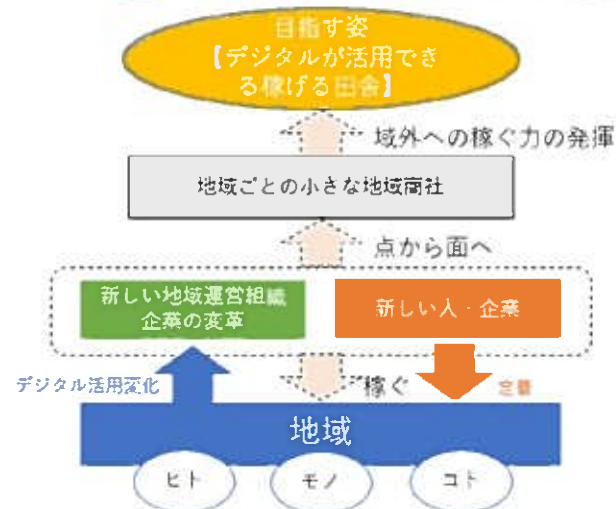 目指す姿
【デジタルが活用でき
る稼げる田舎】
域外への稼ぐ力の発揮
地域ごとの小さな地域商社
点から面へ
新しい地域運営組織
企業の変革
新しい人・企業
デジタル活用変化
稼ぐ
地域
ヒト
モノ
コト